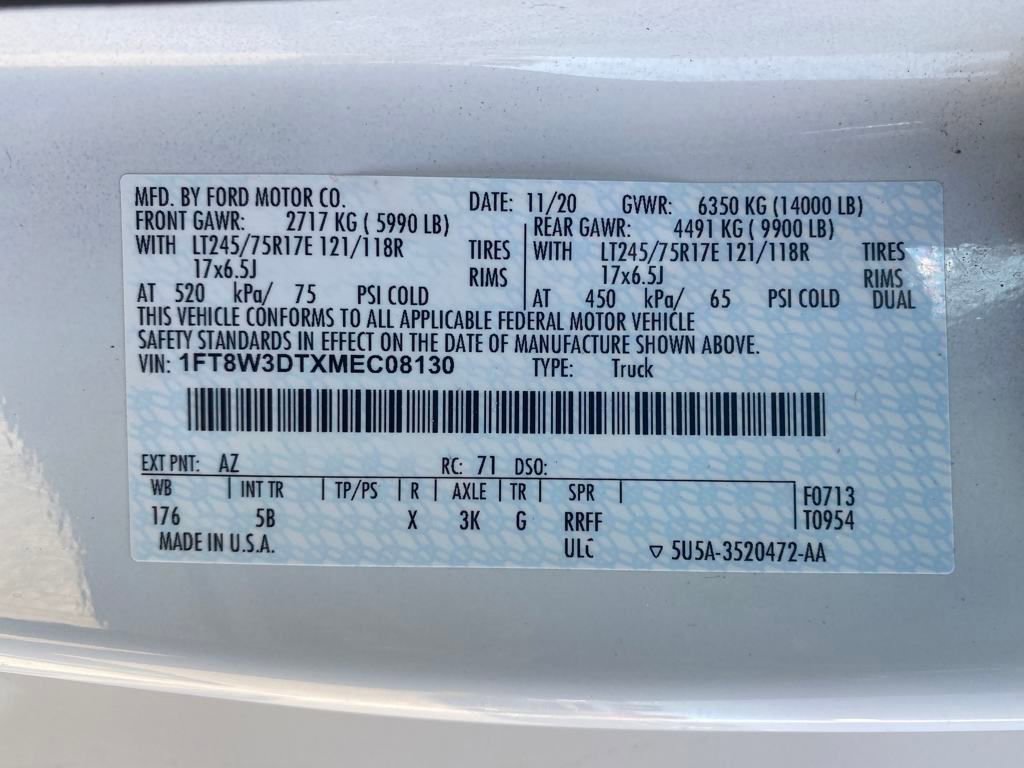 MFD. BY FORD MOTOR CO. DATE: 11/20 GVWR: 6350 KG (14000 LB)
FRONT GAWR: 2717 KG ( 5990 LB) REAR GAWR: 4491 KG ( 9900 LB)
WITH LT245/75R17E 121/118R TIRES WITH LT245/75R17E 121/118R TIRES
17x6.5J RIMS 17x6.5J RIMS
AT 520 kPa/ 75 PSI COLD AT 450 kPa/ 65 PSI COLD DUAL
THIS VEHICLE CONFORMS TO ALL APPLICABLE FEDERAL MOTOR VEHICLE
SAFETY STANDARDS IN EFFECT ON THE DATE OF MANUFACTURE SHOWN ABOVE.
VIN: 1FT8W3DTXMEC08130 TYPE: Truck
EXT PNT: AZ RC: 71 DSO:
WB INT TR TP/PS R AXLE TR SPR F0713
176 5B X 3K G RRFF T0954
MADE IN U.S.A. 5U5A-3520472-AA